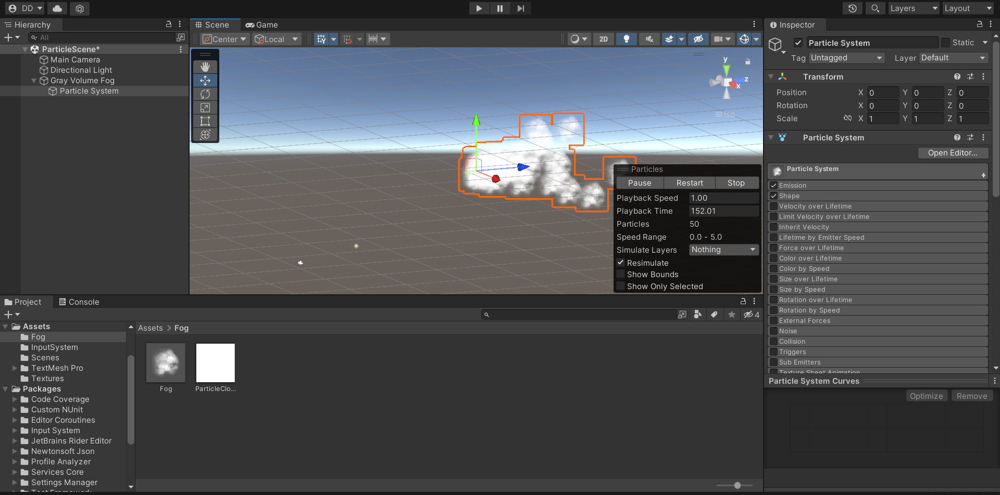 DD
Layers
Layout
Hierarchy
All
ParticleScene*
Main Camera
Directional Light
Gray Volume Fog
Particle System
Scene
Game
Center
Local
2D
y
z
x
Iso
Particles
Pause
Restart
Stop
Playback Speed 1.00
Playback Time 152.01
Particles 50
Speed Range 0.0 - 5.0
Simulate Layers Nothing
Resimulate
Show Bounds
Show Only Selected
Inspector
Particle System
Static
Tag Untagged Layer Default
Transform
Position X 0 Y 0 Z 0
Rotation X 0 Y 0 Z 0
Scale X 1 Y 1 Z 1
Particle System
Open Editor...
Particle System
Emission
Shape
Velocity over Lifetime
Limit Velocity over Lifetime
Inherit Velocity
Lifetime by Emitter Speed
Force over Lifetime
Color over Lifetime
Color by Speed
Size over Lifetime
Size by Speed
Rotation over Lifetime
Rotation by Speed
External Forces
Noise
Collision
Triggers
Sub Emitters
Texture Sheet Animation
Particle System Curves
Optimize
Remove
Project
Console
4
Assets
Fog
InputSystem
Scenes
TextMesh Pro
Textures
Packages
Code Coverage
Custom NUnit
Editor Coroutines
Input System
JetBrains Rider Editor
Newtonsoft Json
Profile Analyzer
Services Core
Settings Manager
Test Framework
Assets > Fog
Fog
ParticleClo...